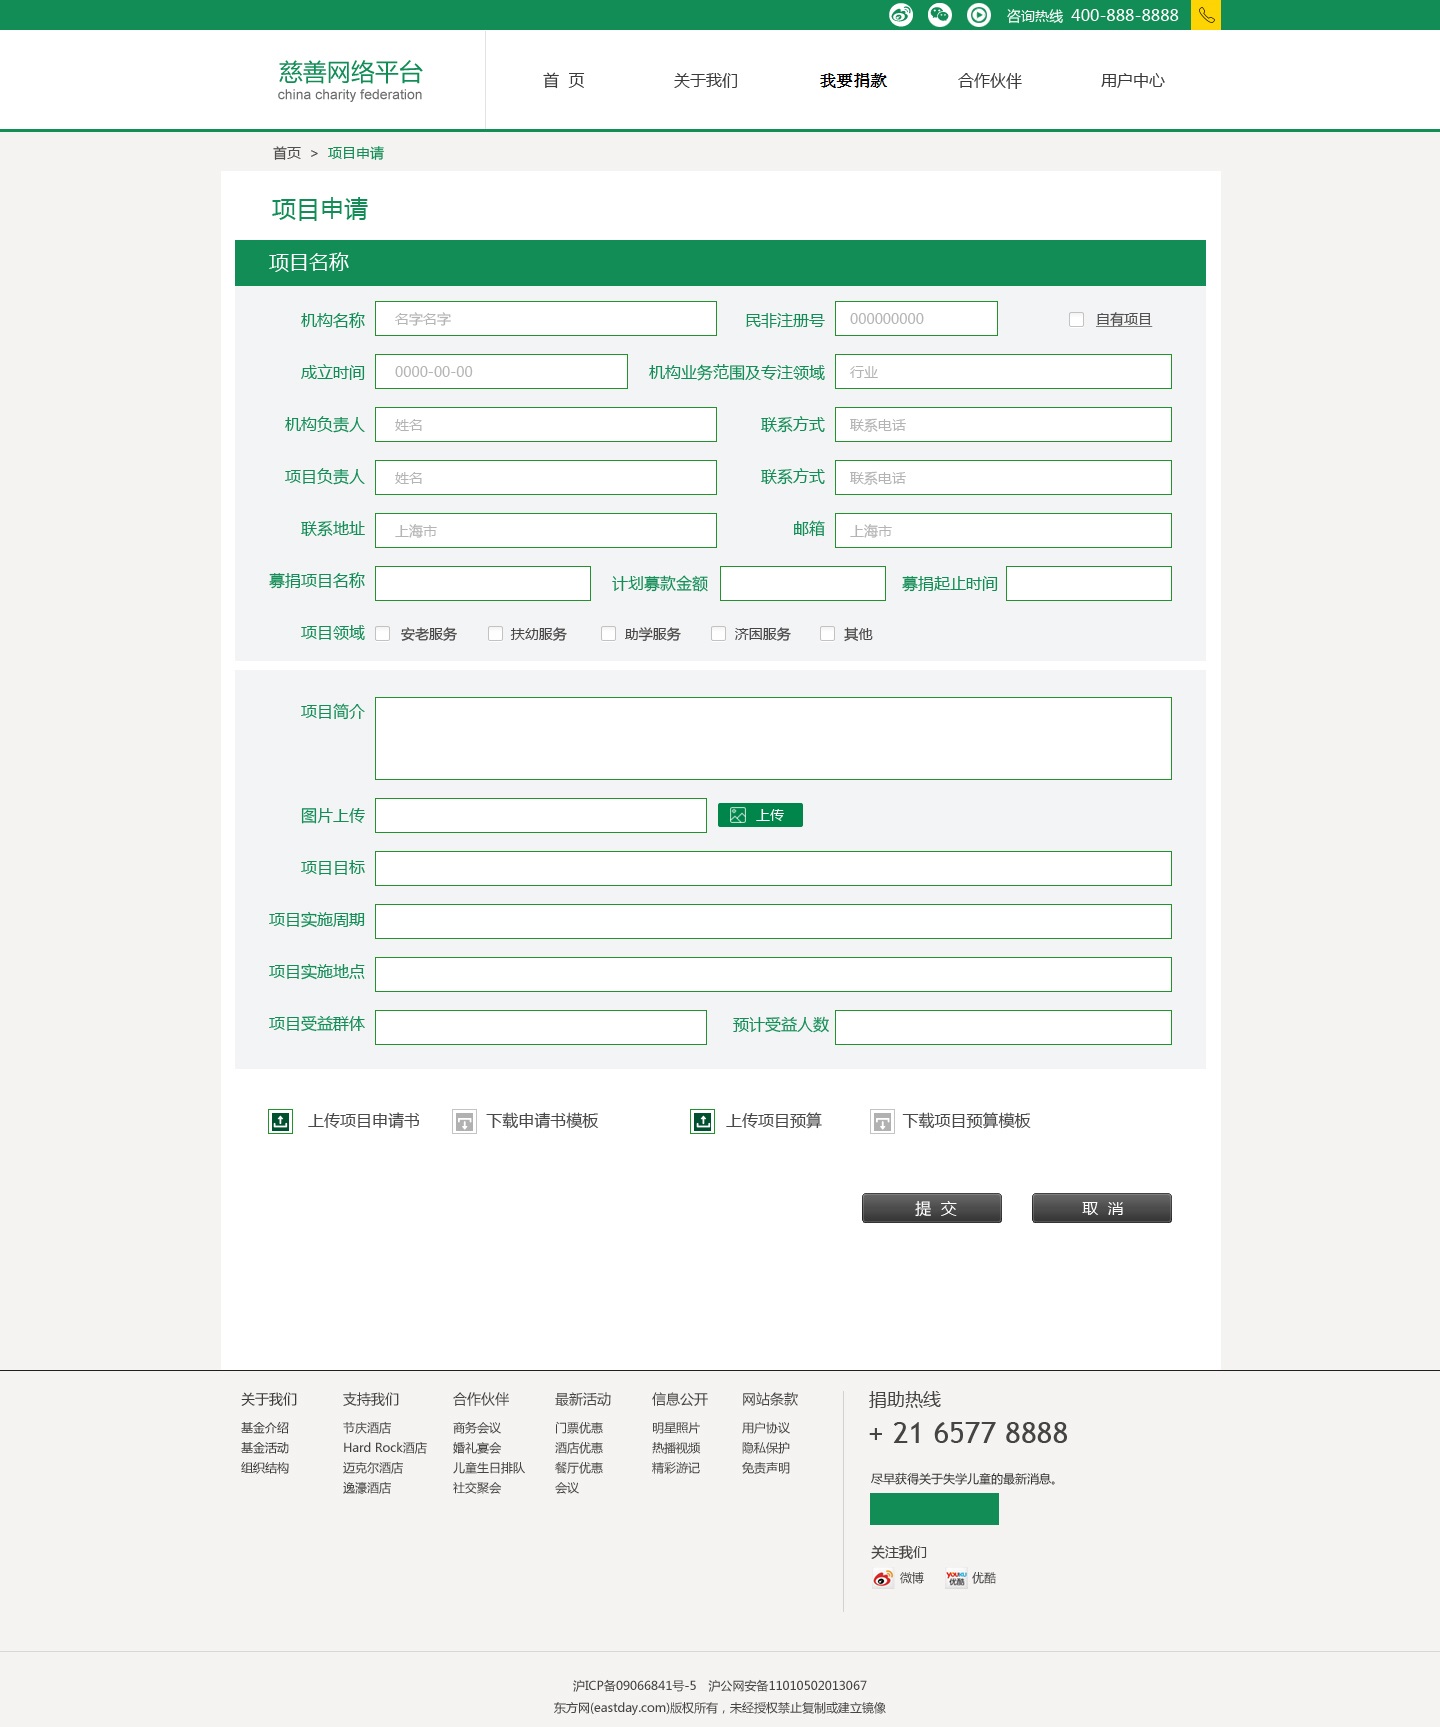 咨询热线 400-888-8888
慈善网络平台
china charity federation
首 页 关于我们 我要捐款 合作伙伴 用户中心
首页 > 项目申请
项目申请
项目名称
机构名称 名字名字 民非注册号 000000000 自有项目
成立时间 0000-00-00 机构业务范围及专注领域 行业
机构负责人 姓名 联系方式 联系电话
项目负责人 姓名 联系方式 联系电话
联系地址 上海市 邮箱 上海市
募捐项目名称 计划募款金额 募捐起止时间
项目领域 安老服务 扶幼服务 助学服务 济困服务 其他
项目简介
图片上传 上传
项目目标
项目实施周期
项目实施地点
项目受益群体 预计受益人数
上传项目申请书 下载申请书模板 上传项目预算 下载项目预算模板
提 交 取 消
关于我们 支持我们 合作伙伴 最新活动 信息公开 网站条款
基金介绍 节庆酒店 商务会议 门票优惠 明星照片 用户协议
基金活动 Hard Rock酒店 婚礼宴会 酒店优惠 热播视频 隐私保护
组织结构 迈克尔酒店 儿童生日排队 餐厅优惠 精彩游记 免责声明
逸濠酒店 社交聚会 会议
捐助热线
+ 21 6577 8888
尽早获得关于失学儿童的最新消息。
关注我们
微博 YOUKU 优酷 优酷
沪ICP备09066841号-5 沪公网安备11010502013067
东方网(eastday.com)版权所有，未经授权禁止复制或建立镜像